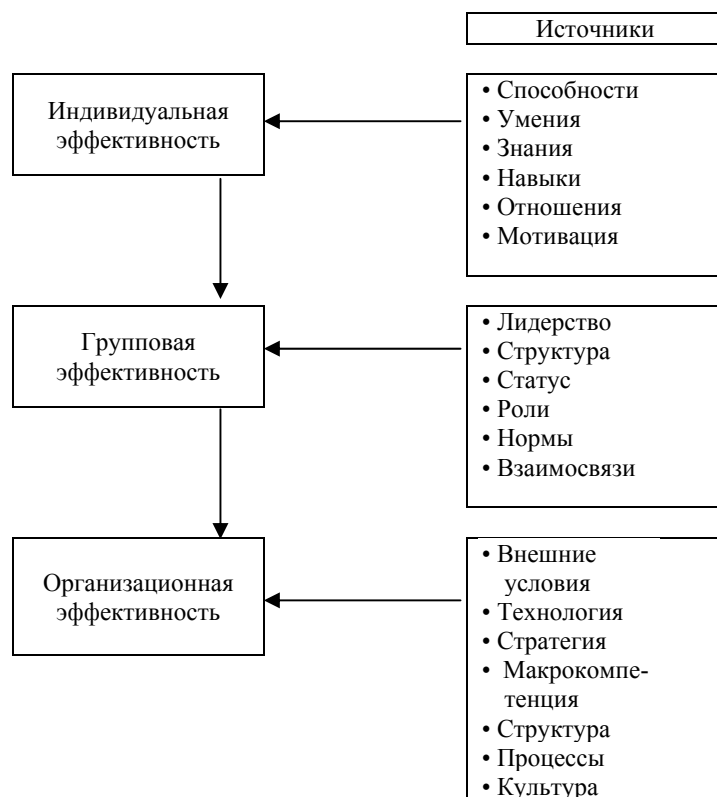 Источники
Индивидуальная
эффективность
• Способности
• Умения
• Знания
• Навыки
• Отношения
• Мотивация
Групповая
эффективность
• Лидерство
• Структура
• Статус
• Роли
• Нормы
• Взаимосвязи
Организационная
эффективность
• Внешние
условия
• Технология
• Стратегия
• Макрокомпе-
тенция
• Структура
• Процессы
• Культура